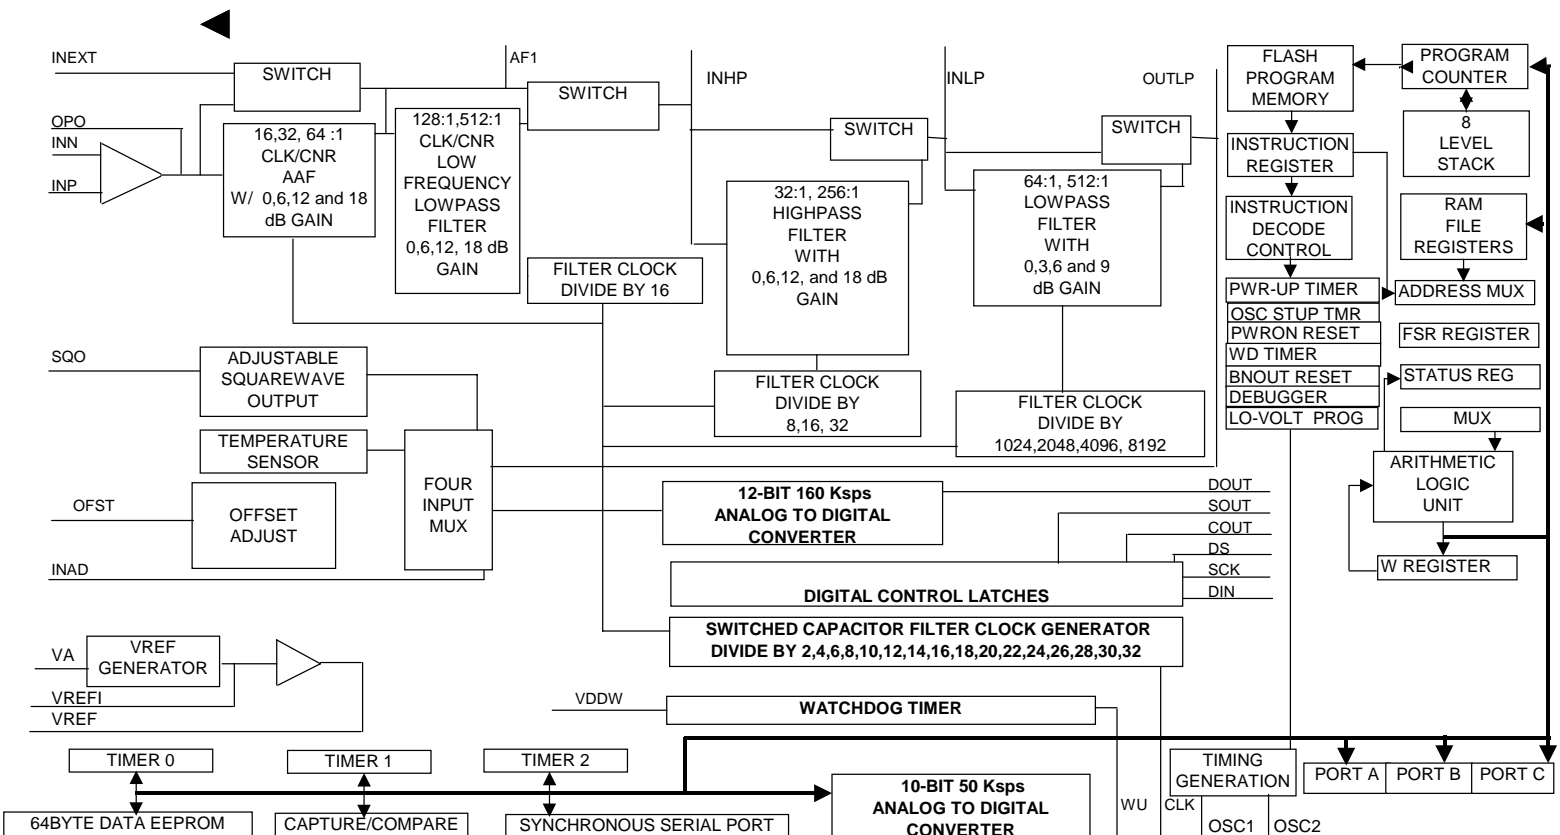 INEXT
SWITCH
AF1
SWITCH
INHP
INLP
OUTLP
FLASH
PROGRAM
MEMORY
PROGRAM
COUNTER
OPO
INN
INP
16,32, 64 :1
CLK/CNR
AAF
W/ 0,6,12 and 18
dB GAIN
128:1,512:1
CLK/CNR
LOW
FREQUENCY
LOWPASS
FILTER
0,6,12, 18 dB
GAIN
SWITCH
SWITCH
INSTRUCTION
REGISTER
8
LEVEL
STACK
32:1, 256:1
HIGHPASS
FILTER
WITH
0,6,12, and 18 dB
GAIN
64:1, 512:1
LOWPASS
FILTER
WITH
0,3,6 and 9
dB GAIN
INSTRUCTION
DECODE
CONTROL
RAM
FILE
REGISTERS
FILTER CLOCK
DIVIDE BY 16
PWR-UP TIMER
OSC STUP TMR
PWRON RESET
WD TIMER
BNOUT RESET
DEBUGGER
LO-VOLT PROG
ADDRESS MUX
FSR REGISTER
STATUS REG
MUX
SQO
ADJUSTABLE
SQUAREWAVE
OUTPUT
FILTER CLOCK
DIVIDE BY
8,16, 32
FILTER CLOCK
DIVIDE BY
1024,2048,4096, 8192
TEMPERATURE
SENSOR
FOUR
INPUT
MUX
ARITHMETIC
LOGIC
UNIT
OFST
OFFSET
ADJUST
12-BIT 160 Ksps
ANALOG TO DIGITAL
CONVERTER
DOUT
SOUT
COUT
DS
SCK
DIN
INAD
W REGISTER
DIGITAL CONTROL LATCHES
SWITCHED CAPACITOR FILTER CLOCK GENERATOR
DIVIDE BY 2,4,6,8,10,12,14,16,18,20,22,24,26,28,30,32
VA
VREF
GENERATOR
VREFI
VREF
VDDW
WATCHDOG TIMER
TIMER 0
TIMER 1
TIMER 2
TIMING
GENERATION
PORT A
PORT B
PORT C
10-BIT 50 Ksps
ANALOG TO DIGITAL
CONVERTER
WU
CLK
OSC1
OSC2
64BYTE DATA EEPROM
CAPTURE/COMPARE
SYNCHRONOUS SERIAL PORT